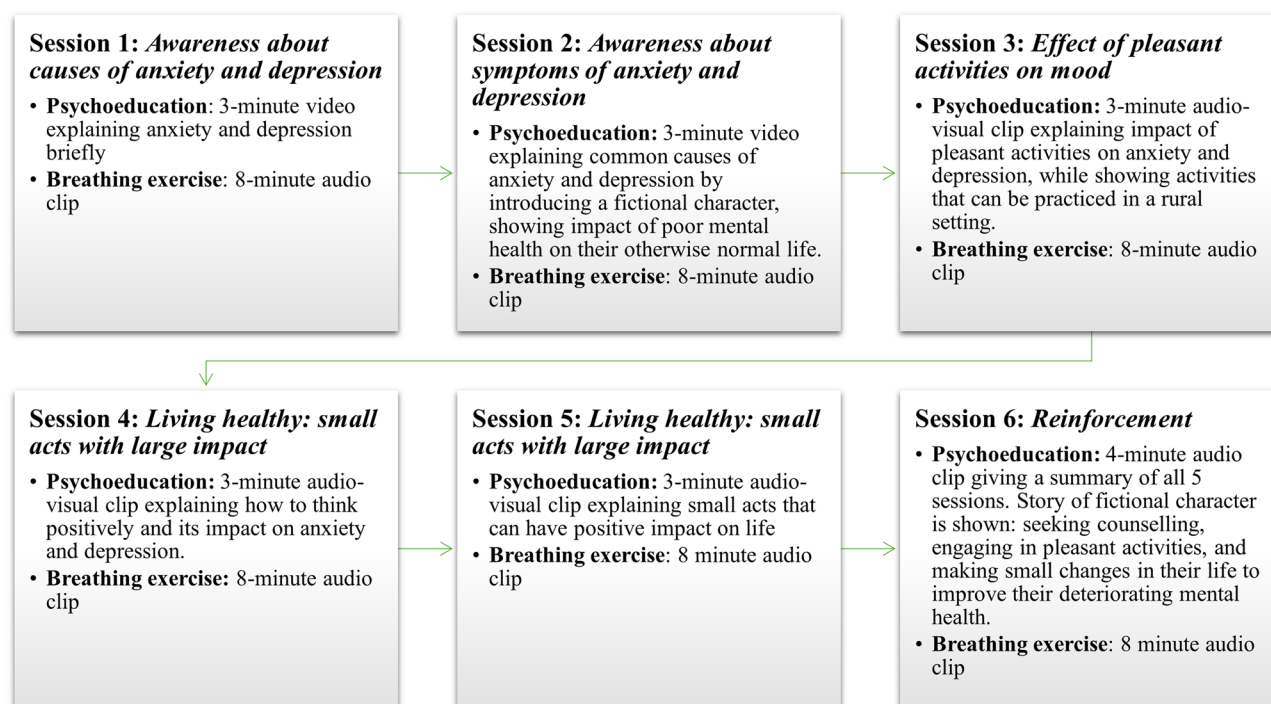 Session 1: Awareness about
causes of anxiety and depression
• Psychoeducation: 3-minute video
explaining anxiety and depression
briefly
• Breathing exercise: 8-minute audio
clip
Session 2: Awareness about
symptoms of anxiety and
depression
• Psychoeducation: 3-minute video
explaining common causes of
anxiety and depression by
introducing a fictional character,
showing impact of poor mental
health on their otherwise normal life.
• Breathing exercise: 8-minute audio
clip
Session 3: Effect of pleasant
activities on mood
• Psychoeducation: 3-minute audio-
visual clip explaining impact of
pleasant activities on anxiety and
depression, while showing activities
that can be practiced in a rural
setting.
• Breathing exercise: 8-minute audio
clip
Session 4: Living healthy: small
acts with large impact
• Psychoeducation: 3-minute audio-
visual clip explaining how to think
positively and its impact on anxiety
and depression.
• Breathing exercise: 8-minute audio
clip
Session 5: Living healthy: small
acts with large impact
• Psychoeducation: 3-minute audio-
visual clip explaining small acts that
can have positive impact on life
• Breathing exercise: 8 minute audio
clip
Session 6: Reinforcement
• Psychoeducation: 4-minute audio
clip giving a summary of all 5
sessions. Story of fictional character
is shown: seeking counselling,
engaging in pleasant activities, and
making small changes in their life to
improve their deteriorating mental
health.
• Breathing exercise: 8 minute audio
clip